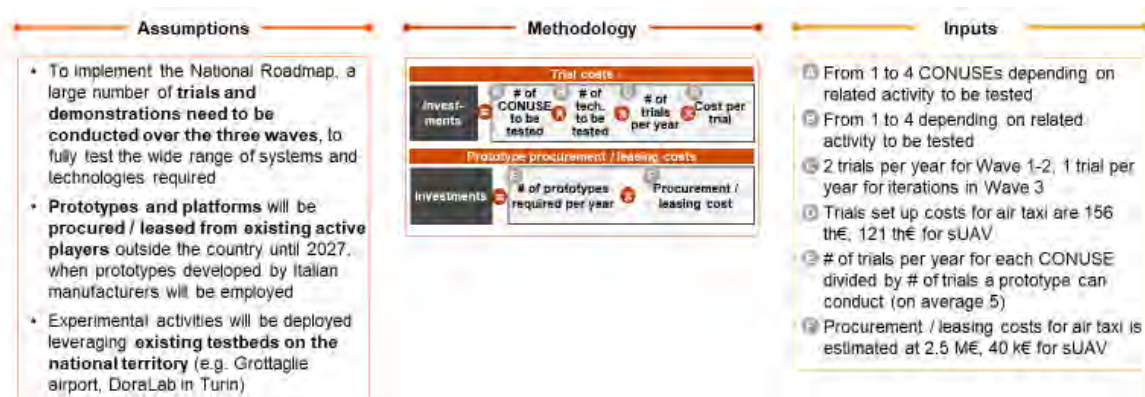 Assumptions
• To implement the National Roadmap, a
large number of trials and
demonstrations need to be
conducted over the three waves, to
fully test the wide range of systems and
technologies required
• Prototypes and platforms will be
procured / leased from existing active
players outside the country until 2027,
when prototypes developed by Italian
manufacturers will be employed
• Experimental activities will be deployed
leveraging existing testbeds on the
national territory (e.g. Grottaglie
airport, DoraLab in Turin)
Methodology
Trial costs
Invest-
ments
=
# of
CONUSE
to be
tested
x
# of
tech.
to be
tested
x
# of
trials
per year
x
Cost per
trial
Prototype procurement / leasing costs
Investments
=
# of prototypes
required per year
x
Procurement /
leasing cost
Inputs
A From 1 to 4 CONUSEs depending on
related activity to be tested
B From 1 to 4 depending on related
activity to be tested
C 2 trials per year for Wave 1-2, 1 trial per
year for iterations in Wave 3
D Trials set up costs for air taxi are 156
th€, 121 th€ for sUAV
E # of trials per year for each CONUSE
divided by # of trials a prototype can
conduct (on average 5)
F Procurement / leasing costs for air taxi is
estimated at 2.5 M€, 40 k€ for sUAV